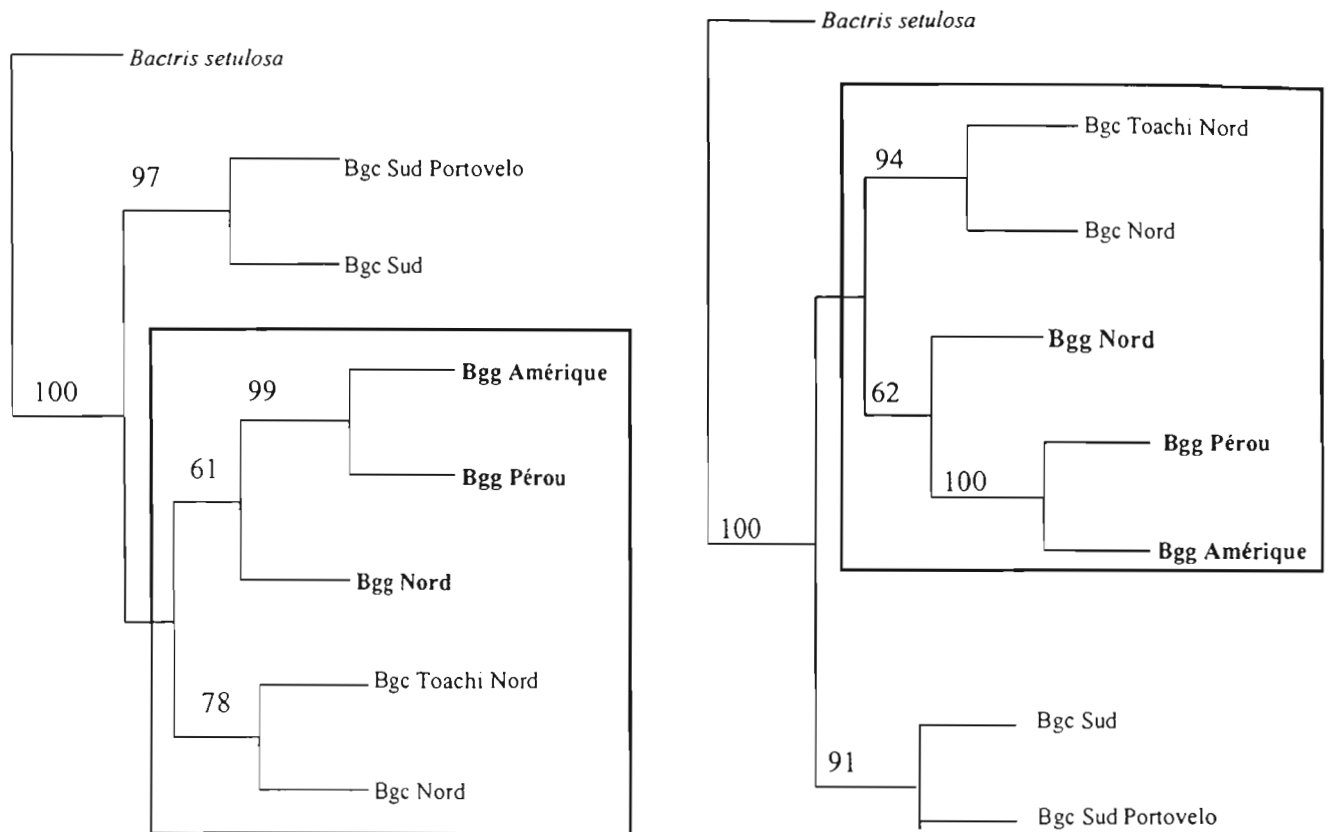 Bactris setulosa
97
Bgc Sud Portovelo
Bgc Sud
100
99
Bgg Amérique
61
Bgg Pérou
Bgg Nord
78
Bgc Toachi Nord
Bgc Nord
Bactris setulosa
Bgc Toachi Nord
94
Bgc Nord
Bgg Nord
62
Bgg Pérou
100
Bgg Amérique
100
Bgc Sud
91
Bgc Sud Portovelo